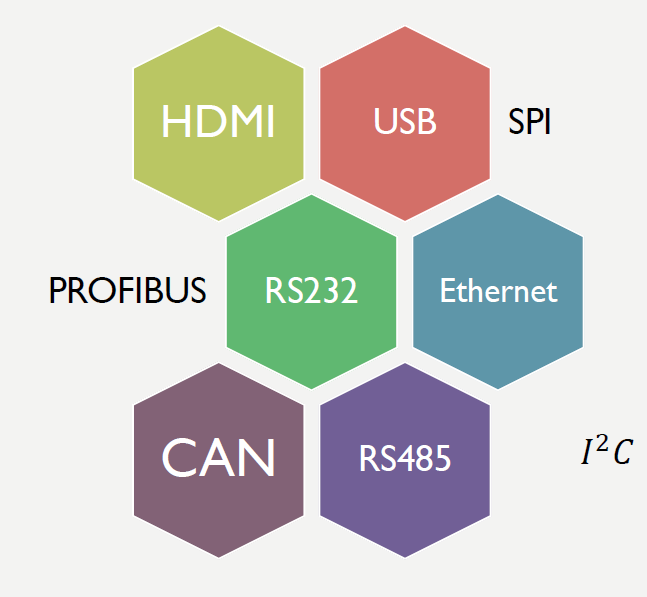 HDMI
USB
SPI
PROFIBUS
RS232
Ethernet
CAN
RS485
I²C